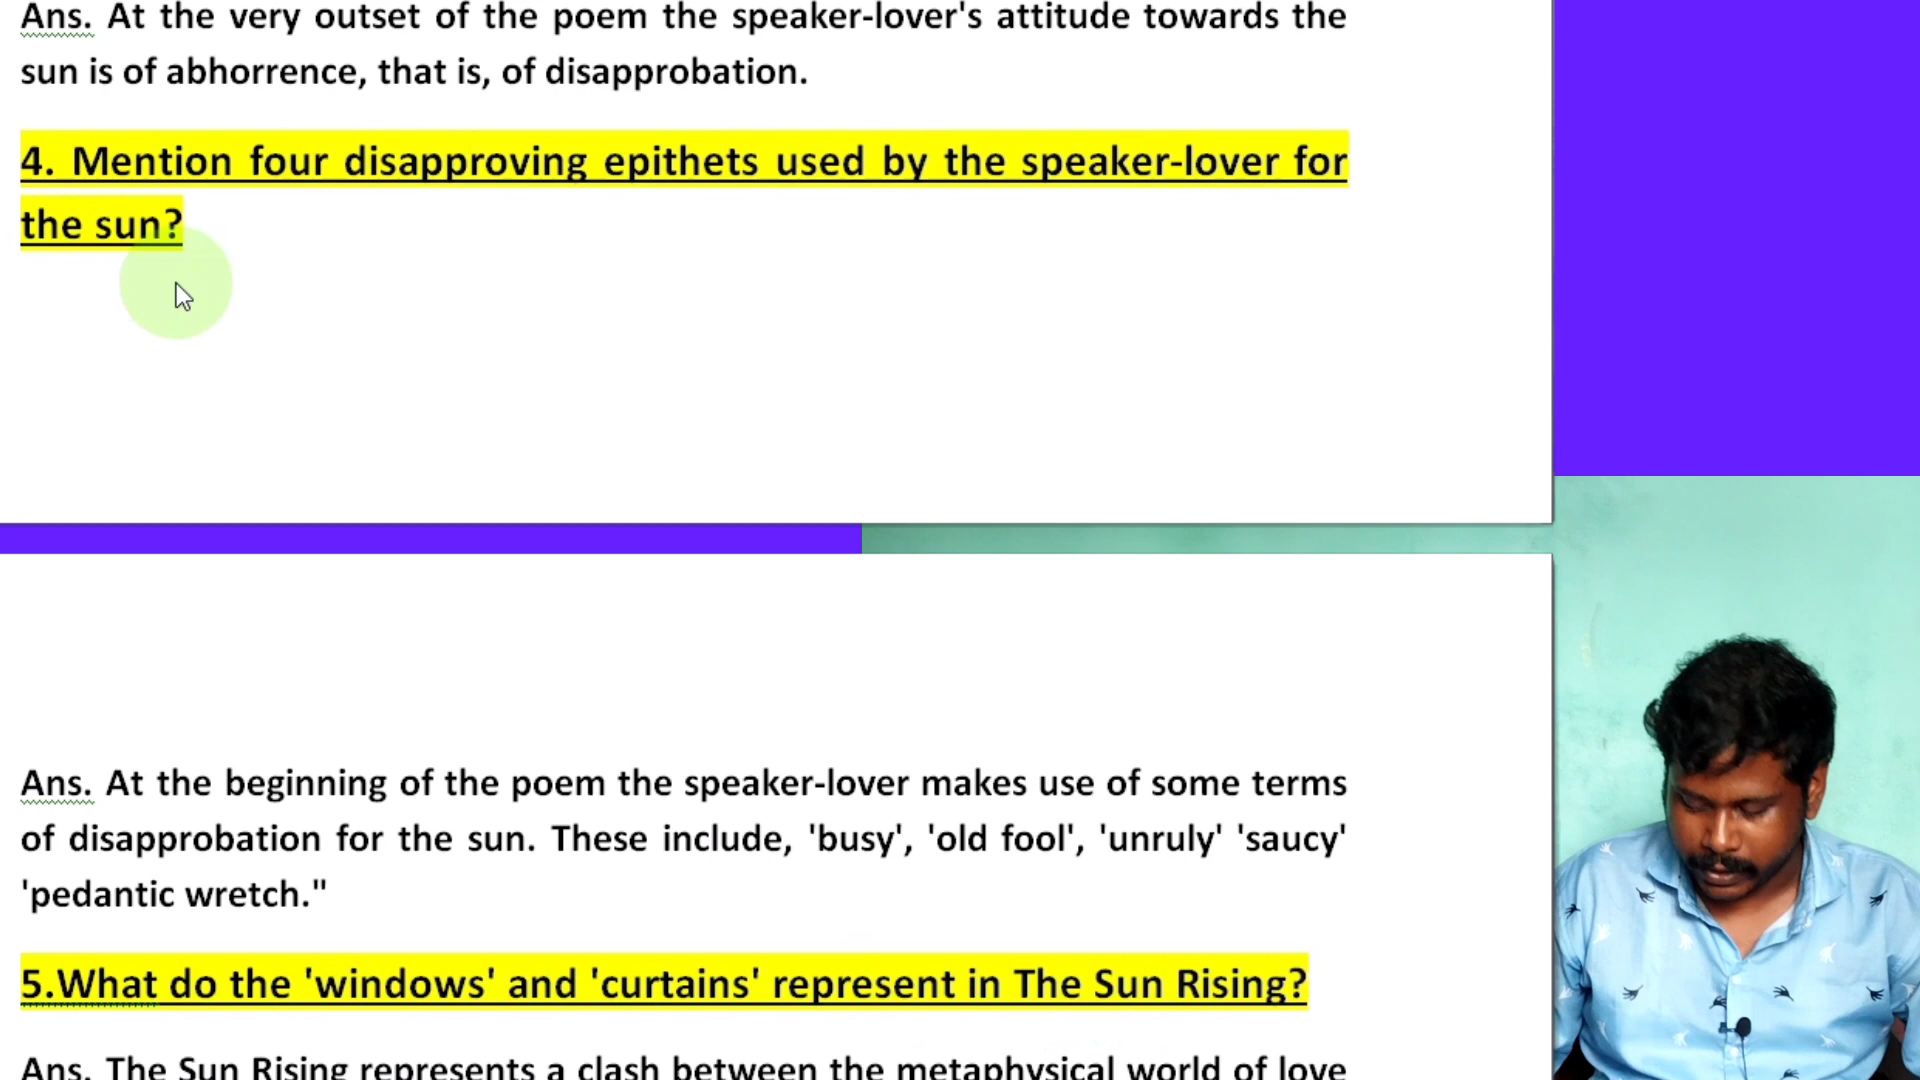 Ans. At the very outset of the poem the speaker-lover's attitude towards the
sun is of abhorrence, that is, of disapprobation.
4. Mention four disapproving epithets used by the speaker-lover for
the sun?
Ans. At the beginning of the poem the speaker-lover makes use of some terms
of disapprobation for the sun. These include, 'busy', 'old fool', 'unruly' 'saucy'
'pedantic wretch."
5.What do the 'windows' and 'curtains' represent in The Sun Rising?
Ans. The Sun Rising represents a clash between the metaphysical world of love